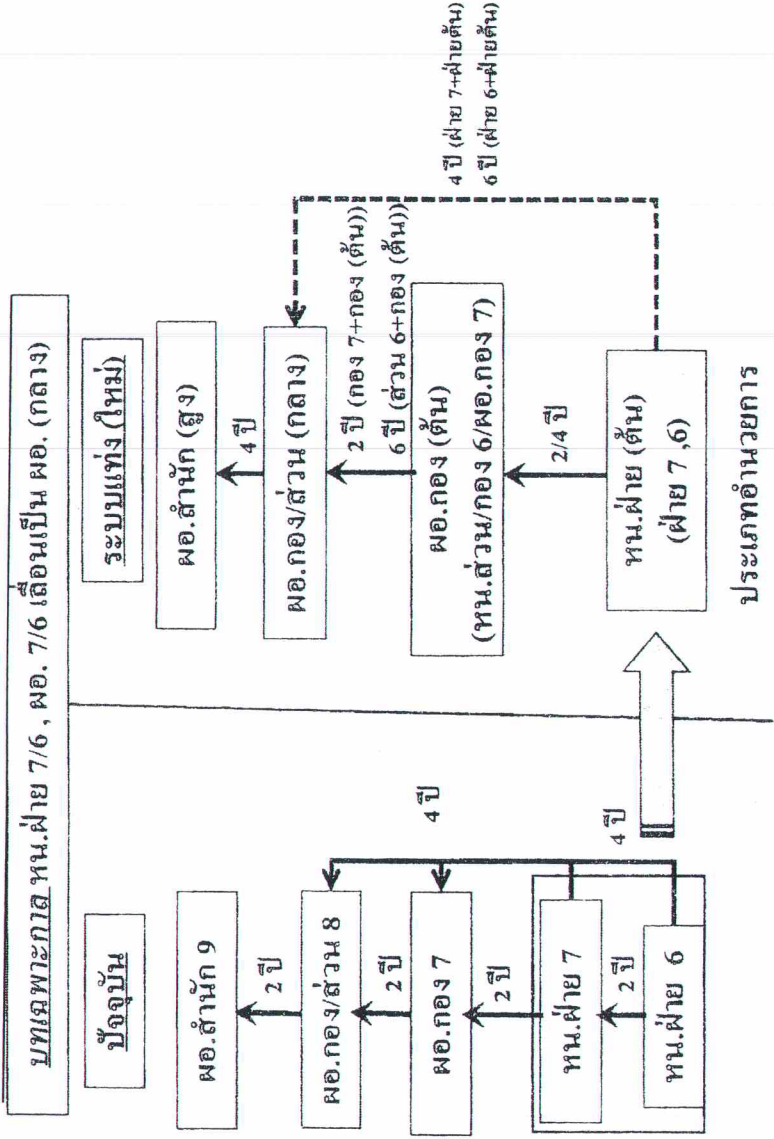 บทเฉพาะกาล หน.ฝ่าย 7/6 , ผอ. 7/6 เลื่อนเป็น ผอ. (กลาง)
ปัจจุบัน
ผอ.สำนัก 9
2 ปี
ผอ.กอง/ส่วน 8
2 ปี
ผอ.กอง 7
2 ปี
หน.ฝ่าย 7
2 ปี
หน.ฝ่าย 6
4 ปี
4 ปี
ระบบแท่ง (ใหม่)
ผอ.สำนัก (สูง)
4 ปี
ผอ.กอง/ส่วน (กลาง)
2 ปี (กอง 7+กอง (ต้น))
6 ปี (ส่วน 6+กอง (ต้น))
ผอ.กอง (ต้น)
(หน.ส่วน/กอง 6/ผอ.กอง 7)
2/4 ปี
หน.ฝ่าย (ต้น)
(ฝ่าย 7 ,6)
ประเภทอำนวยการ
4 ปี (ฝ่าย 7+ฝ่ายต้น)
6 ปี (ฝ่าย 6+ฝ่ายต้น)